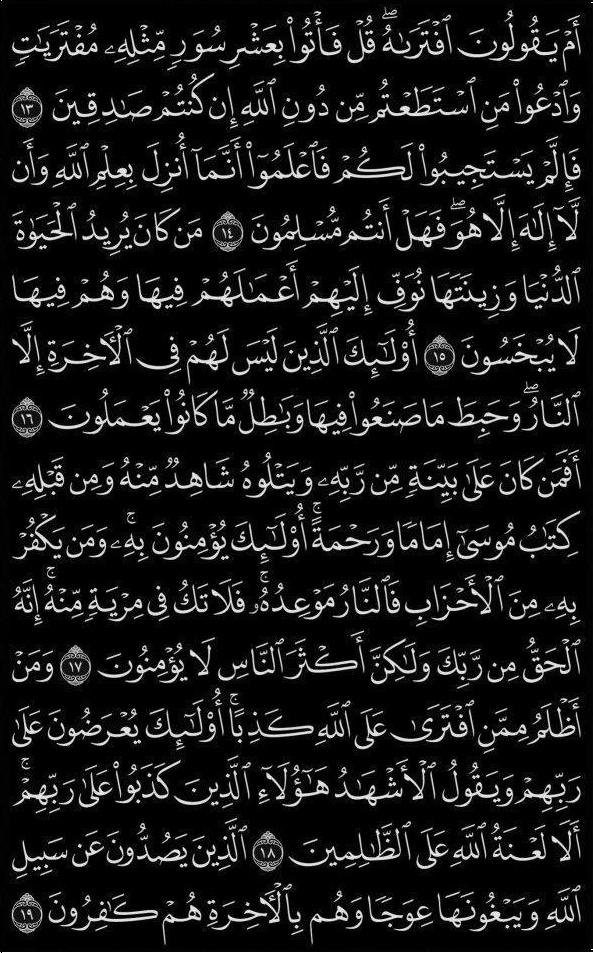 أَمْ يَقُولُونَ ٱفْتَرَىٰهُ ۖ قُلْ فَأْتُوا۟ بِعَشْرِ سُوَرٍ مِّثْلِهِۦ مُفْتَرَيَٰتٍ
وَٱدْعُوا۟ مَنِ ٱسْتَطَعْتُم مِّن دُونِ ٱللَّهِ إِن كُنتُمْ صَٰدِقِينَ ١٣
فَإِلَّمْ يَسْتَجِيبُوا۟ لَكُمْ فَٱعْلَمُوٓا۟ أَنَّمَآ أُنزِلَ بِعِلْمِ ٱللَّهِ وَأَن
لَّآ إِلَٰهَ إِلَّا هُوَ ۖ فَهَلْ أَنتُم مُّسْلِمُونَ ١٤ مَن كَانَ يُرِيدُ ٱلْحَيَوٰةَ
ٱلدُّنْيَا وَزِينَتَهَا نُوَفِّ إِلَيْهِمْ أَعْمَٰلَهُمْ فِيهَا وَهُمْ فِيهَا
لَا يُبْخَسُونَ ١٥ أُو۟لَٰٓئِكَ ٱلَّذِينَ لَيْسَ لَهُمْ فِى ٱلْءَاخِرَةِ إِلَّا
ٱلنَّارُ ۖ وَحَبِطَ مَا صَنَعُوا۟ فِيهَا وَبَٰطِلٌ مَّا كَانُوا۟ يَعْمَلُونَ ١٦
أَفَمَن كَانَ عَلَىٰ بَيِّنَةٍ مِّن رَّبِّهِۦ وَيَتْلُوهُ شَاهِدٌ مِّنْهُ وَمِن قَبْلِهِۦ
كِتَٰبُ مُوسَىٰٓ إِمَامًا وَرَحْمَةً ۚ أُو۟لَٰٓئِكَ يُؤْمِنُونَ بِهِۦ ۚ وَمَن يَكْفُرْ
بِهِۦ مِنَ ٱلْأَحْزَابِ فَٱلنَّارُ مَوْعِدُهُۥ ۚ فَلَا تَكُ فِى مِرْيَةٍ مِّنْهُ ۚ إِنَّهُ
ٱلْحَقُّ مِن رَّبِّكَ وَلَٰكِنَّ أَكْثَرَ ٱلنَّاسِ لَا يُؤْمِنُونَ ١٧ وَمَنْ
أَظْلَمُ مِمَّنِ ٱفْتَرَىٰ عَلَى ٱللَّهِ كَذِبًا ۚ أُو۟لَٰٓئِكَ يُعْرَضُونَ عَلَىٰ
رَبِّهِمْ وَيَقُولُ ٱلْأَشْهَٰدُ هَٰٓؤُلَآءِ ٱلَّذِينَ كَذَبُوا۟ عَلَىٰ رَبِّهِمْ ۚ
أَلَا لَعْنَةُ ٱللَّهِ عَلَى ٱلظَّٰلِمِينَ ١٨ ٱلَّذِينَ يَصُدُّونَ عَن سَبِيلِ
ٱللَّهِ وَيَبْغُونَهَا عِوَجًا وَهُم بِٱلْءَاخِرَةِ هُمْ كَٰفِرُونَ ١٩